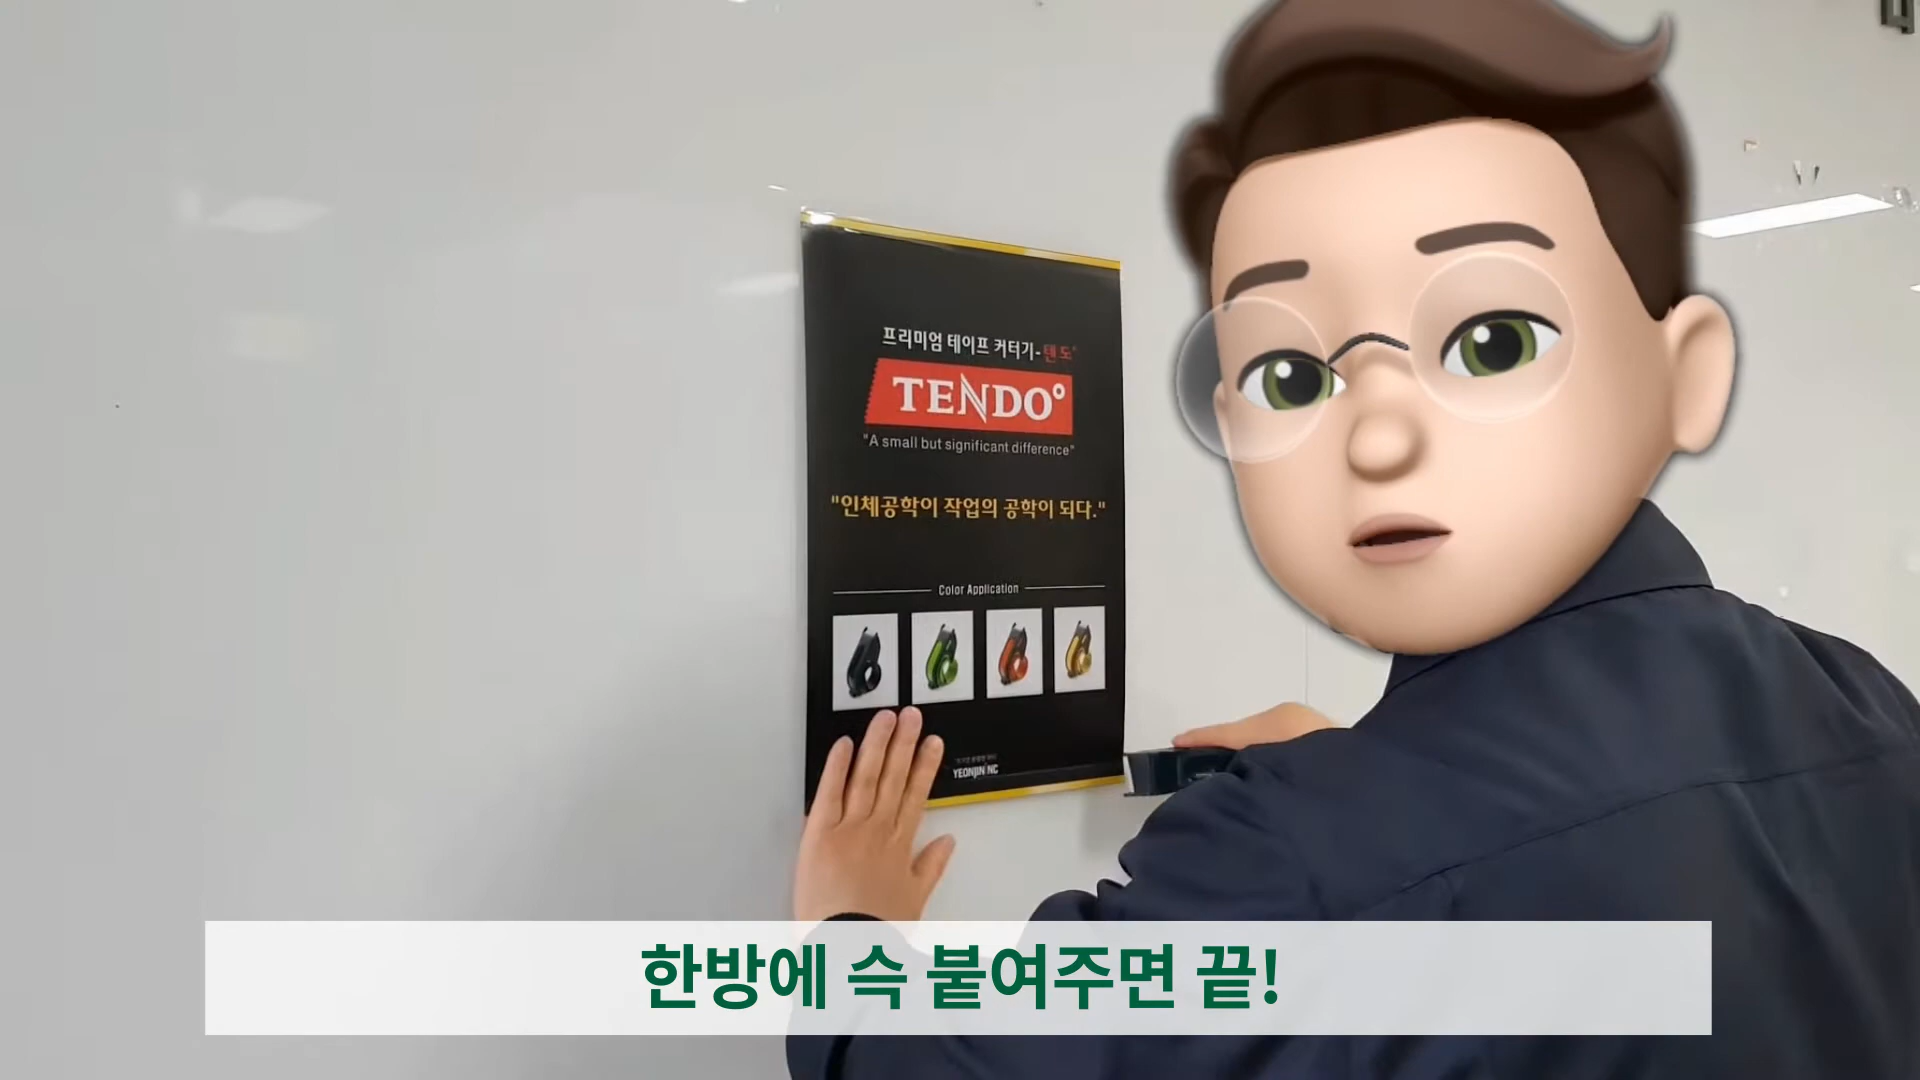 프리미엄 테이프 커터기-텐도°
TENDO°
"A small but significant difference"
"인체공학이 작업의 공학이 되다."
Color Application
YEONJIN NC
한방에 슥 붙여주면 끝!